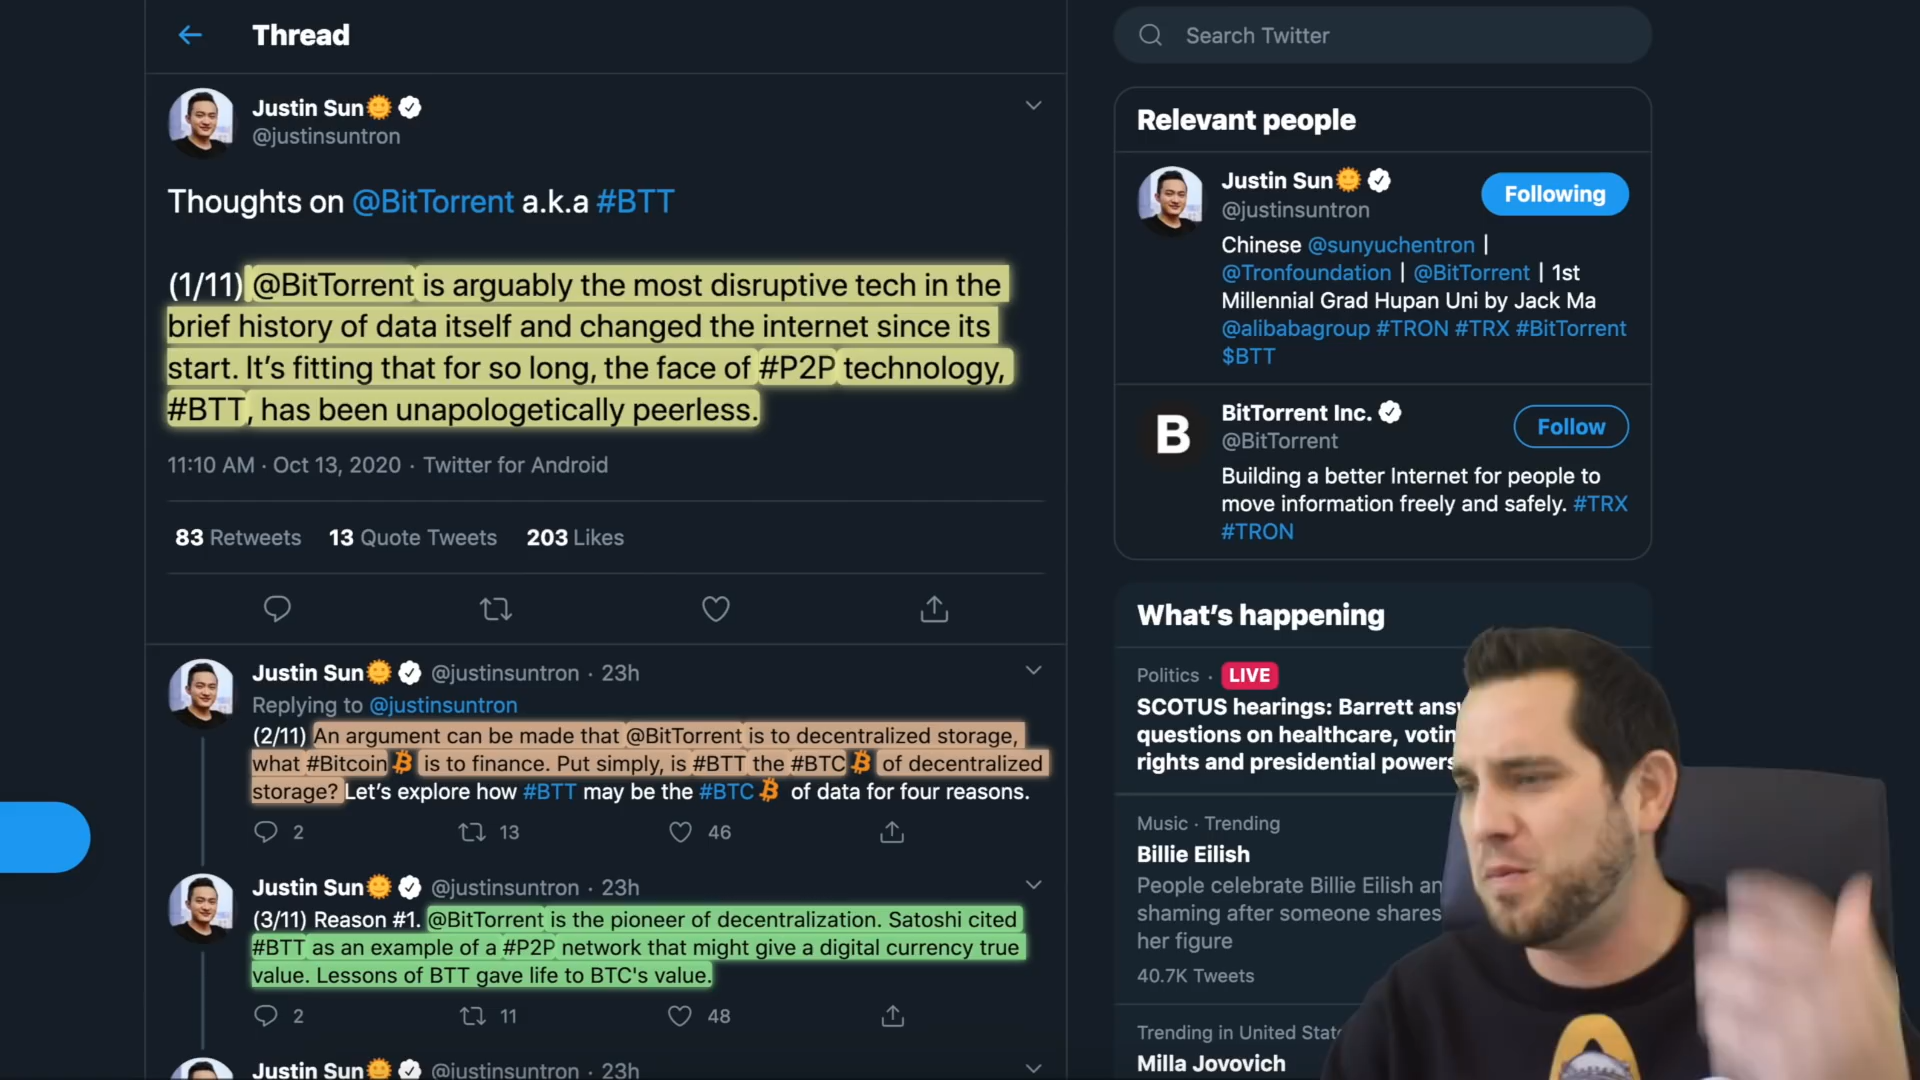 Thread
Search Twitter
Justin Sun🌞
@justinsuntron
Thoughts on @BitTorrent a.k.a #BTT
(1/11) @BitTorrent is arguably the most disruptive tech in the
brief history of data itself and changed the internet since its
start. It’s fitting that for so long, the face of #P2P technology,
#BTT, has been unapologetically peerless.
11:10 AM · Oct 13, 2020 · Twitter for Android
83 Retweets 13 Quote Tweets 203 Likes
Justin Sun🌞 @justinsuntron · 23h
Replying to @justinsuntron
(2/11) An argument can be made that @BitTorrent is to decentralized storage,
what #Bitcoin is to finance. Put simply, is #BTT the #BTC of decentralized
storage? Let’s explore how #BTT may be the #BTC of data for four reasons.
2 13 46
Justin Sun🌞 @justinsuntron · 23h
(3/11) Reason #1. @BitTorrent is the pioneer of decentralization. Satoshi cited
#BTT as an example of a #P2P network that might give a digital currency true
value. Lessons of BTT gave life to BTC's value.
2 11 48
Justin Sun🌞 @justinsuntron · 23h
Relevant people
Justin Sun🌞
Following
@justinsuntron
Chinese @sunyuchentron |
@Tronfoundation | @BitTorrent | 1st
Millennial Grad Hupan Uni by Jack Ma
@alibabagroup #TRON #TRX #BitTorrent
$BTT
B
BitTorrent Inc.
Follow
@BitTorrent
Building a better Internet for people to
move information freely and safely. #TRX
#TRON
What’s happening
Politics · LIVE
SCOTUS hearings: Barrett
questions on healthcare,
rights and presidential powers
Music · Trending
Billie Eilish
People celebrate Billie Eilish
shaming after someone shares
her figure
40.7K Tweets
Trending in United
Milla Jovovich